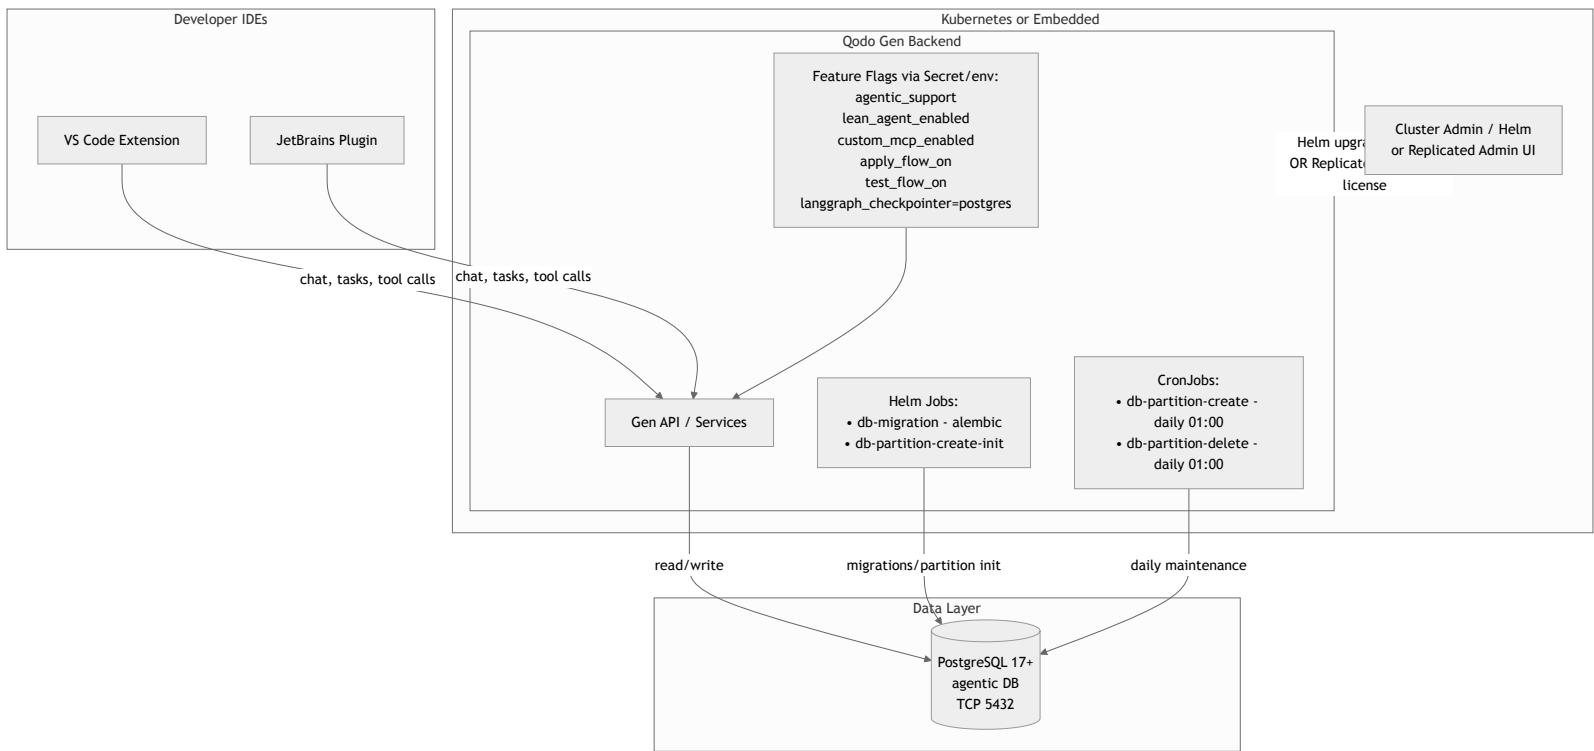 Developer IDEs
VS Code Extension
JetBrains Plugin
Kubernetes or Embedded
Qodo Gen Backend
Feature Flags via Secret/env:
agentic_support
lean_agent_enabled
custom_mcp_enabled
apply_flow_on
test_flow_on
langgraph_checkpointer=postgres
Helm
OR
license
Cluster Admin / Helm
or Replicated Admin UI
chat, tasks, tool calls
chat, tasks, tool calls
Gen API / Services
Helm Jobs:
• db-migration - alembic
• db-partition-create-init
CronJobs:
• db-partition-create -
daily 01:00
• db-partition-delete -
daily 01:00
read/write
migrations/partition init
daily maintenance
Data Layer
PostgreSQL 17+
agentic DB
TCP 5432